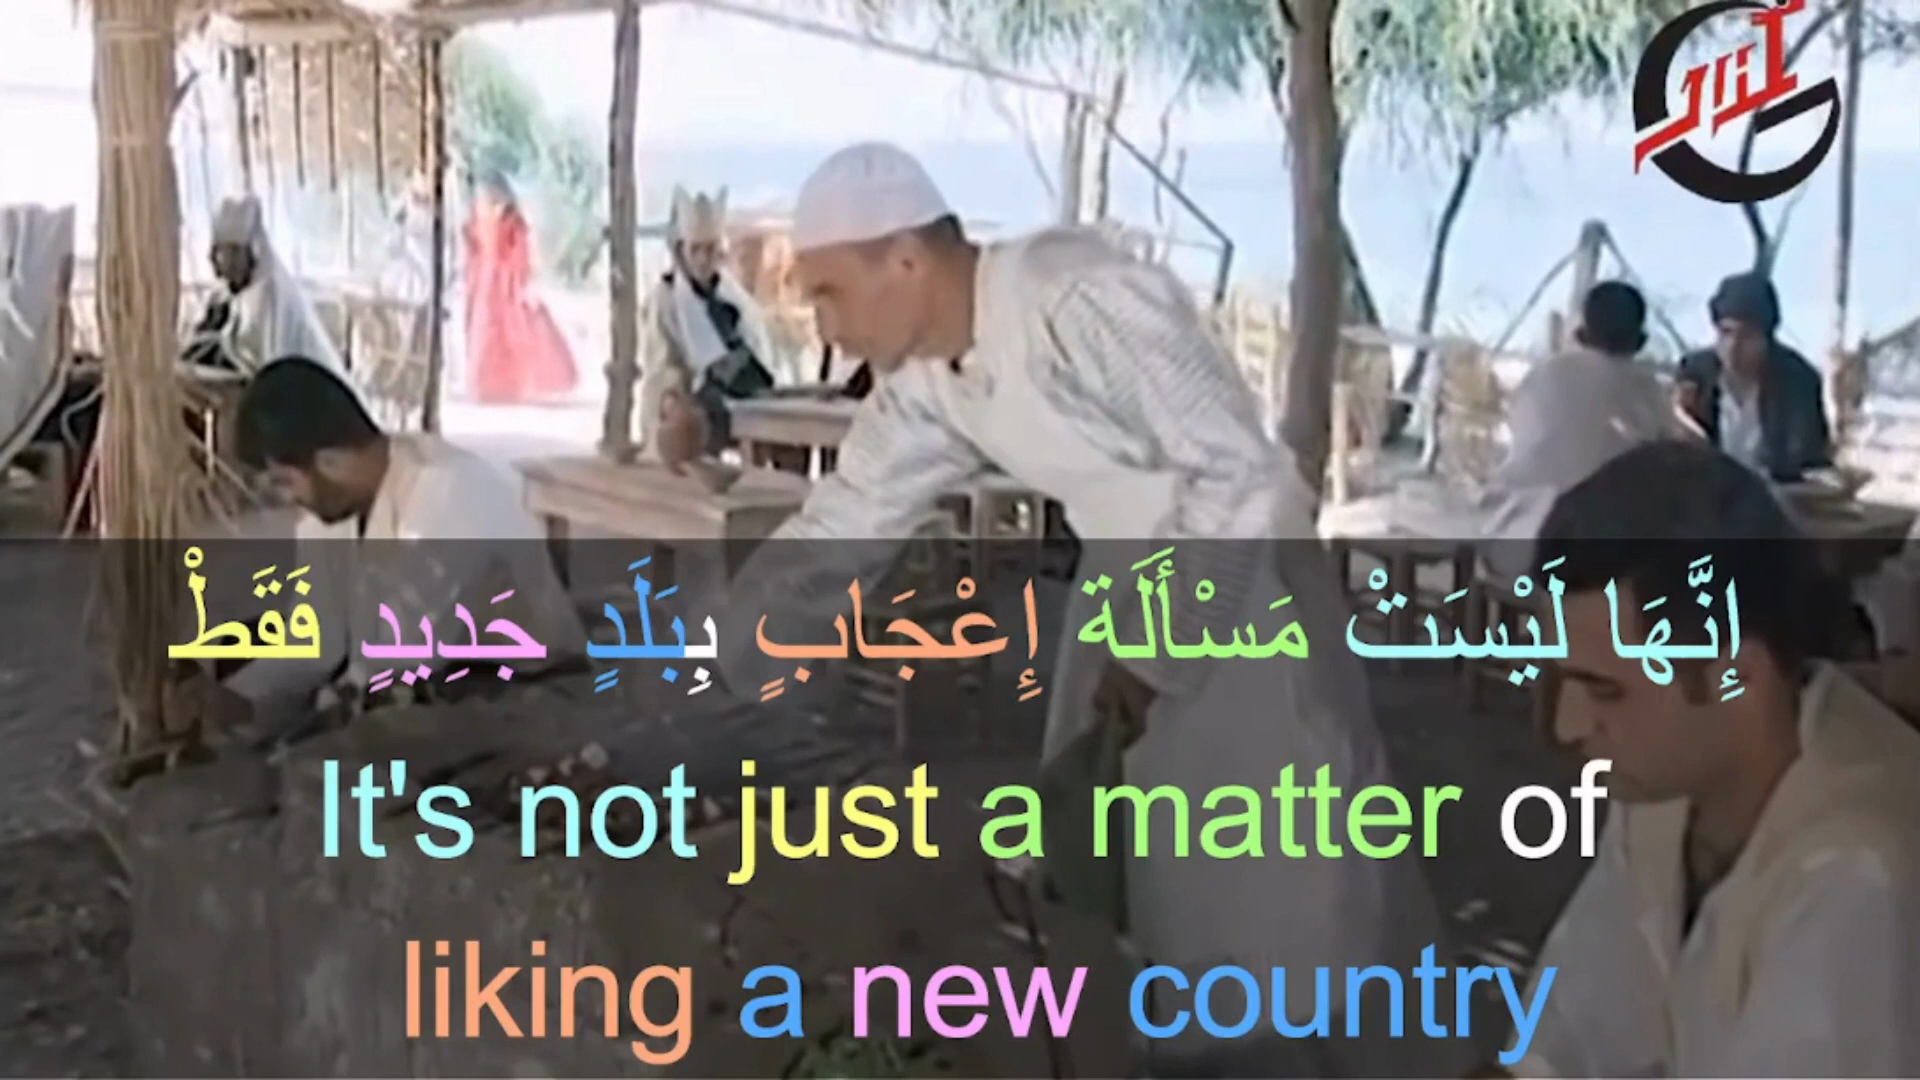 إِنَّهَا لَيْسَتْ مَسْأَلَة إِعْجَابٍ بِبَلَدٍ جَدِيدٍ فَقَطْ
It's not just a matter of
liking a new country